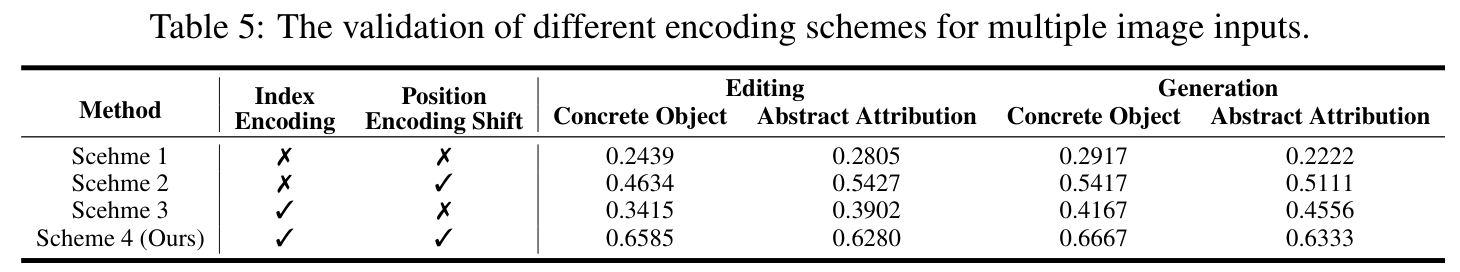 Table 5: The validation of different encoding schemes for multiple image inputs.
Method Index Encoding Position Encoding Shift Editing Generation
Concrete Object Abstract Attribution Concrete Object Abstract Attribution
Scehme 1 ✗ ✗ 0.2439 0.2805 0.2917 0.2222
Scehme 2 ✗ ✓ 0.4634 0.5427 0.5417 0.5111
Scehme 3 ✓ ✗ 0.3415 0.3902 0.4167 0.4556
Scheme 4 (Ours) ✓ ✓ 0.6585 0.6280 0.6667 0.6333